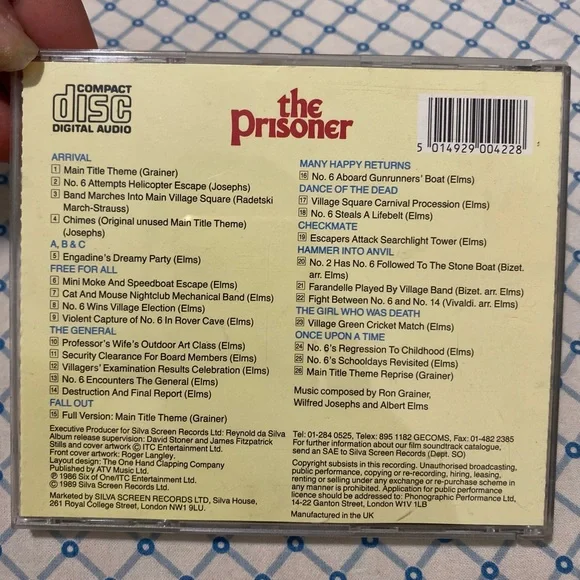 COMPACT
disc
DIGITAL AUDIO
the
Prisoner
5 014929 004228
ARRIVAL
1 Main Title Theme (Grainer)
2 No. 6 Attempts Helicopter Escape (Josephs)
3 Band Marches Into Main Village Square (Radetski
March-Strauss)
4 Chimes (Original unused Main Title Theme)
(Josephs)
A, B & C
5 Engadine's Dreamy Party (Elms)
FREE FOR ALL
6 Mini Moke And Speedboat Escape (Elms)
7 Cat And Mouse Nightclub Mechanical Band (Elms)
8 No. 6 Wins Village Election (Elms)
9 Violent Capture of No. 6 In Rover Cave (Elms)
THE GENERAL
10 Professor's Wife's Outdoor Art Class (Elms)
11 Security Clearance For Board Members (Elms)
12 Villagers' Examination Results Celebration (Elms)
13 No. 6 Encounters The General (Elms)
14 Destruction And Final Report (Elms)
FALL OUT
15 Full Version: Main Title Theme (Grainer)
Executive Producer for Silva Screen Records Ltd: Reynold da Silva
Album release supervision: David Stoner and James Fitzpatrick
Stills and cover artwork © ITC Entertainment Ltd.
Front cover artwork: Roger Langley.
Layout design: The One Hand Clapping Company
Published by ATV Music Ltd.
℗ 1986 Six of One/ITC Entertainment Ltd.
© 1989 Silva Screen Records Ltd.
Marketed by SILVA SCREEN RECORDS LTD, Silva House,
261 Royal College Street, London NW1 9LU.
MANY HAPPY RETURNS
16 No. 6 Aboard Gunrunners' Boat (Elms)
DANCE OF THE DEAD
17 Village Square Carnival Procession (Elms)
18 No. 6 Steals A Lifebelt (Elms)
CHECKMATE
19 Escapers Attack Searchlight Tower (Elms)
HAMMER INTO ANVIL
20 No. 2 Has No. 6 Followed To The Stone Boat (Bizet.
arr. Elms)
21 Farandelle Played By Village Band (Bizet. arr. Elms)
22 Fight Between No. 6 and No. 14 (Vivaldi. arr. Elms)
THE GIRL WHO WAS DEATH
23 Village Green Cricket Match (Elms)
ONCE UPON A TIME
24 No. 6's Regression To Childhood (Elms)
25 No. 6's Schooldays Revisited (Elms)
26 Main Title Theme Reprise (Grainer)
Music composed by Ron Grainer,
Wilfred Josephs and Albert Elms
Tel: 01-284 0525, Telex: 895 1182 GECOMS, Fax: 01-482 2385
For further information about our film soundtrack catalogue,
send an SAE to Silva Screen Records (Dept. SO)
Copyright subsists in this recording. Unauthorised broadcasting,
public performance, copying or re-recording, hiring, leasing,
renting or selling under any exchange or re-purchase scheme in
any manner is prohibited. Application for public performance
licence should be addressed to: Phonographic Performance Ltd,
14-22 Ganton Street, London W1V 1LB
Manufactured in the UK